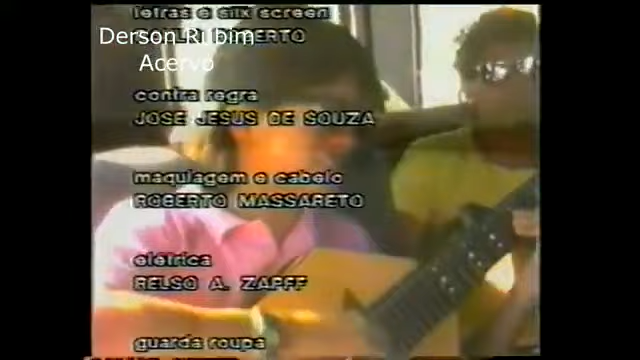 letras e silk screen
Derson Rubim
Acervo
contra regra
JOSE JESUS DE SOUZA
maquiagem e cabelo
ROBERTO MASSARETO
elétrica
RELSO A. ZAPFF
guarda roupa